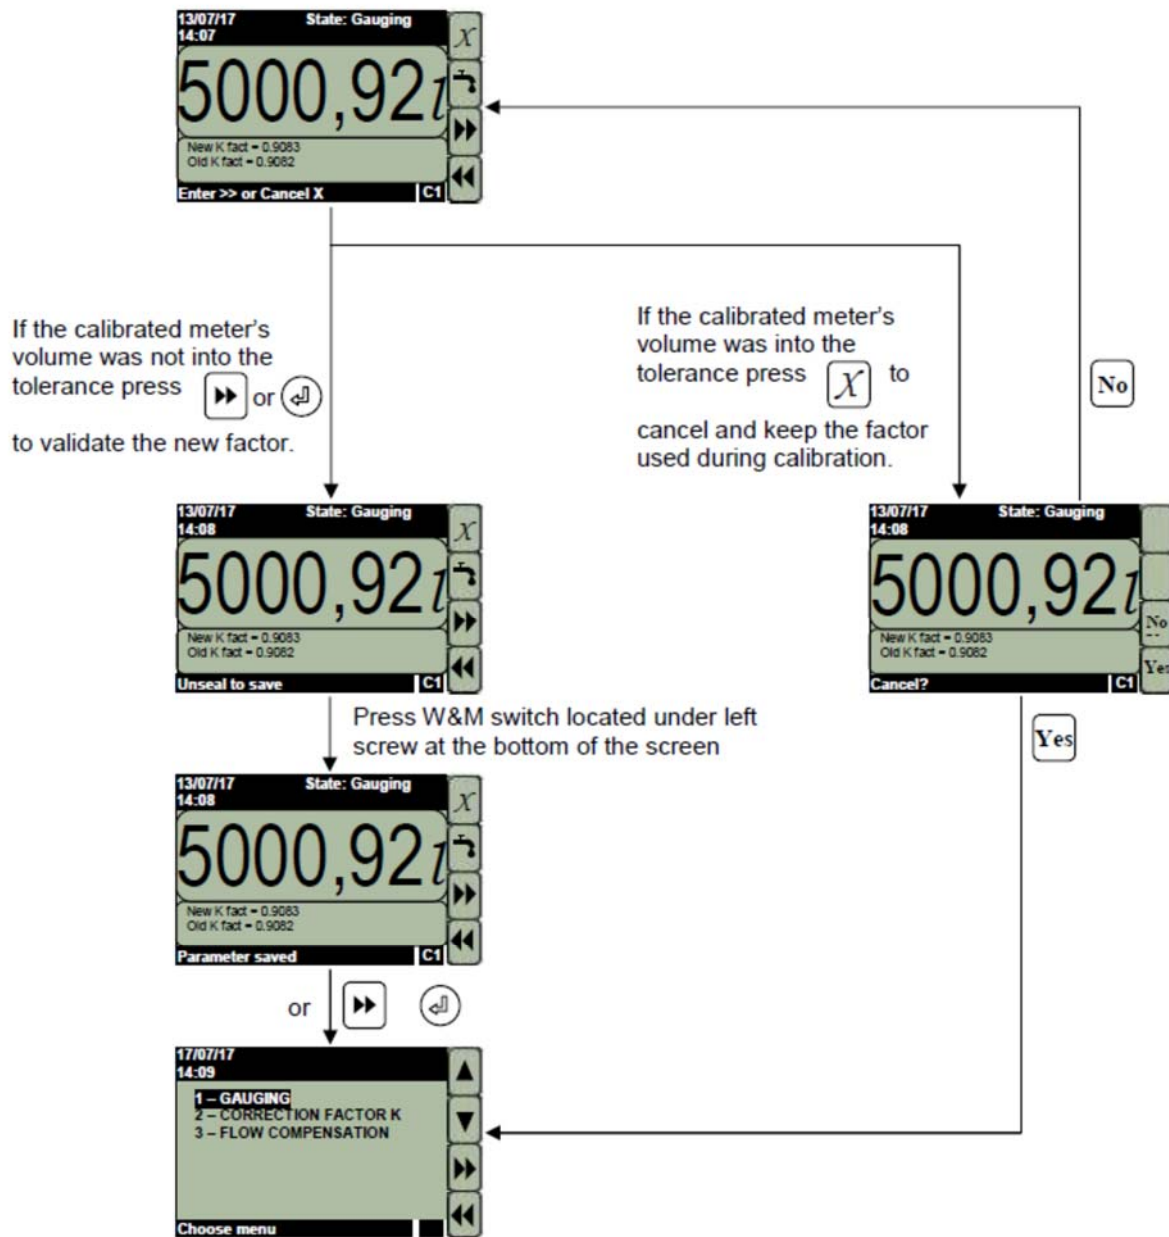 13/07/17 State: Gauging
14:07
X
5000,92l
New K fact = 0.9083
Old K fact = 0.9082
Enter >> or Cancel X C1
If the calibrated meter's
volume was not into the
tolerance press or
to validate the new factor.
If the calibrated meter's
volume was into the
tolerance press X to
cancel and keep the factor
used during calibration.
No
13/07/17 State: Gauging
14:08
X
5000,92l
New K fact = 0.9083
Old K fact = 0.9082
Unseal to save C1
13/07/17 State: Gauging
14:08
5000,92l
New K fact = 0.9083
Old K fact = 0.9082
No
--
Yes
Cancel? C1
Press W&M switch located under left
screw at the bottom of the screen
Yes
13/07/17 State: Gauging
14:08
X
5000,92l
New K fact = 0.9083
Old K fact = 0.9082
Parameter saved C1
or
17/07/17
14:09
1 – GAUGING
2 – CORRECTION FACTOR K
3 – FLOW COMPENSATION
Choose menu